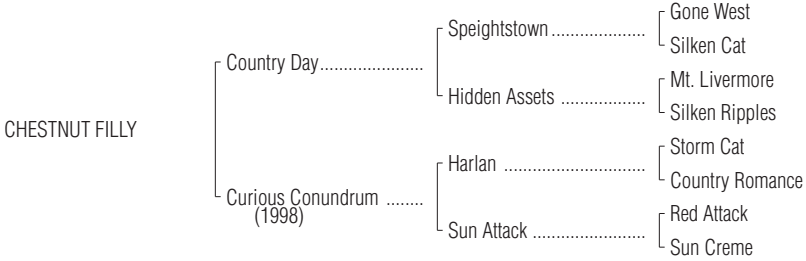 Gone West
Speightstown ....................
Silken Cat
Country Day......................
Mt. Livermore
Hidden Assets ..................
Silken Ripples
CHESTNUT FILLY
Storm Cat
Harlan ..............................
Country Romance
Curious Conundrum ........
(1998)
Red Attack
Sun Attack ........................
Sun Creme